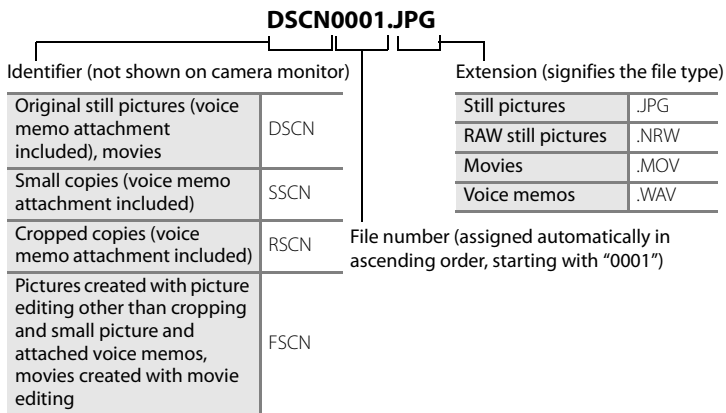 DSCN0001.JPG
Identifier (not shown on camera monitor)
Original still pictures (voice
memo attachment
included), movies
DSCN
Small copies (voice memo
attachment included)
SSCN
Cropped copies (voice
memo attachment included)
RSCN
Pictures created with picture
editing other than cropping
and small picture and
attached voice memos,
movies created with movie
editing
FSCN
Extension (signifies the file type)
Still pictures .JPG
RAW still pictures .NRW
Movies .MOV
Voice memos .WAV
File number (assigned automatically in
ascending order, starting with “0001”)